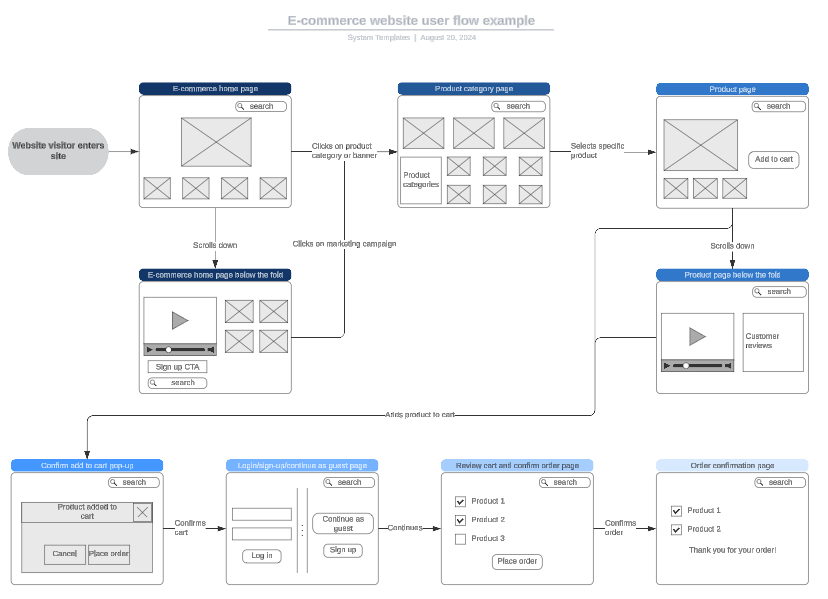 E-commerce website user flow example
System Templates | August 20, 2024
E-commerce home page
search
Product category page
search
Product categories
Product page
search
Add to cart
Website visitor enters
site
Clicks on product
category or banner
Selects specific
product
Scrolls down
Clicks on marketing campaign
Scrolls down
E-commerce home page below the fold
Sign up CTA
search
Product page below the fold
search
Customer
reviews
Adds product to cart
Confirm add to cart pop-up
search
Product added to
cart
Cancel
Place order
Confirms
cart
Login/sign-up/continue as guest page
search
Log in
Continue as
guest
Sign up
Continues
Review cart and confirm order page
search
Product 1
Product 2
Product 3
Place order
Confirms
order
Order confirmation page
search
Product 1
Product 2
Thank you for your order!